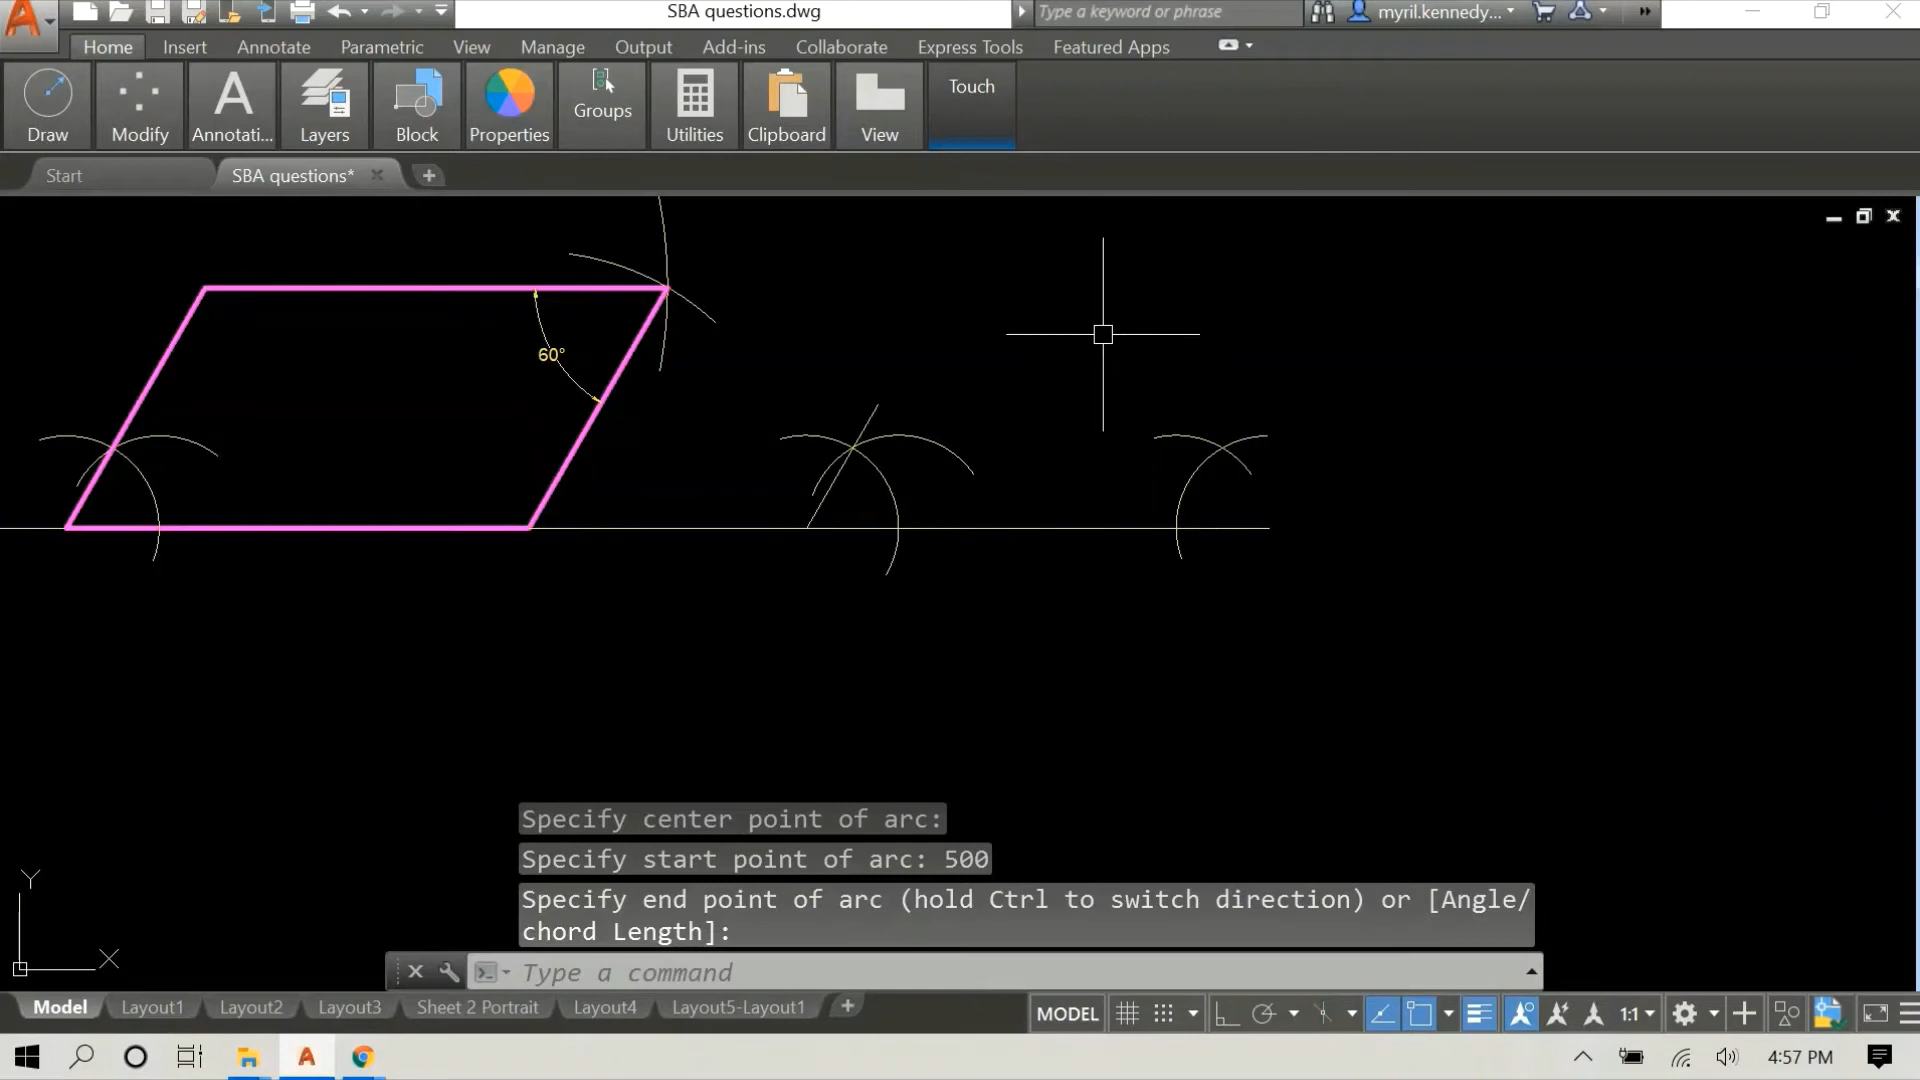 SBA questions.dwg
Type a keyword or phrase
myril.kennedy...
Home Insert Annotate Parametric View Manage Output Add-ins Collaborate Express Tools Featured Apps
Draw Modify Annotati... Layers Block Properties Groups Utilities Clipboard View Touch
Start SBA questions*
60°
Specify center point of arc:
Specify start point of arc: 500
Specify end point of arc (hold Ctrl to switch direction) or [Angle/
chord Length]:
Y
X
Type a command
Model Layout1 Layout2 Layout3 Sheet 2 Portrait Layout4 Layout5-Layout1
MODEL 1:1
4:57 PM